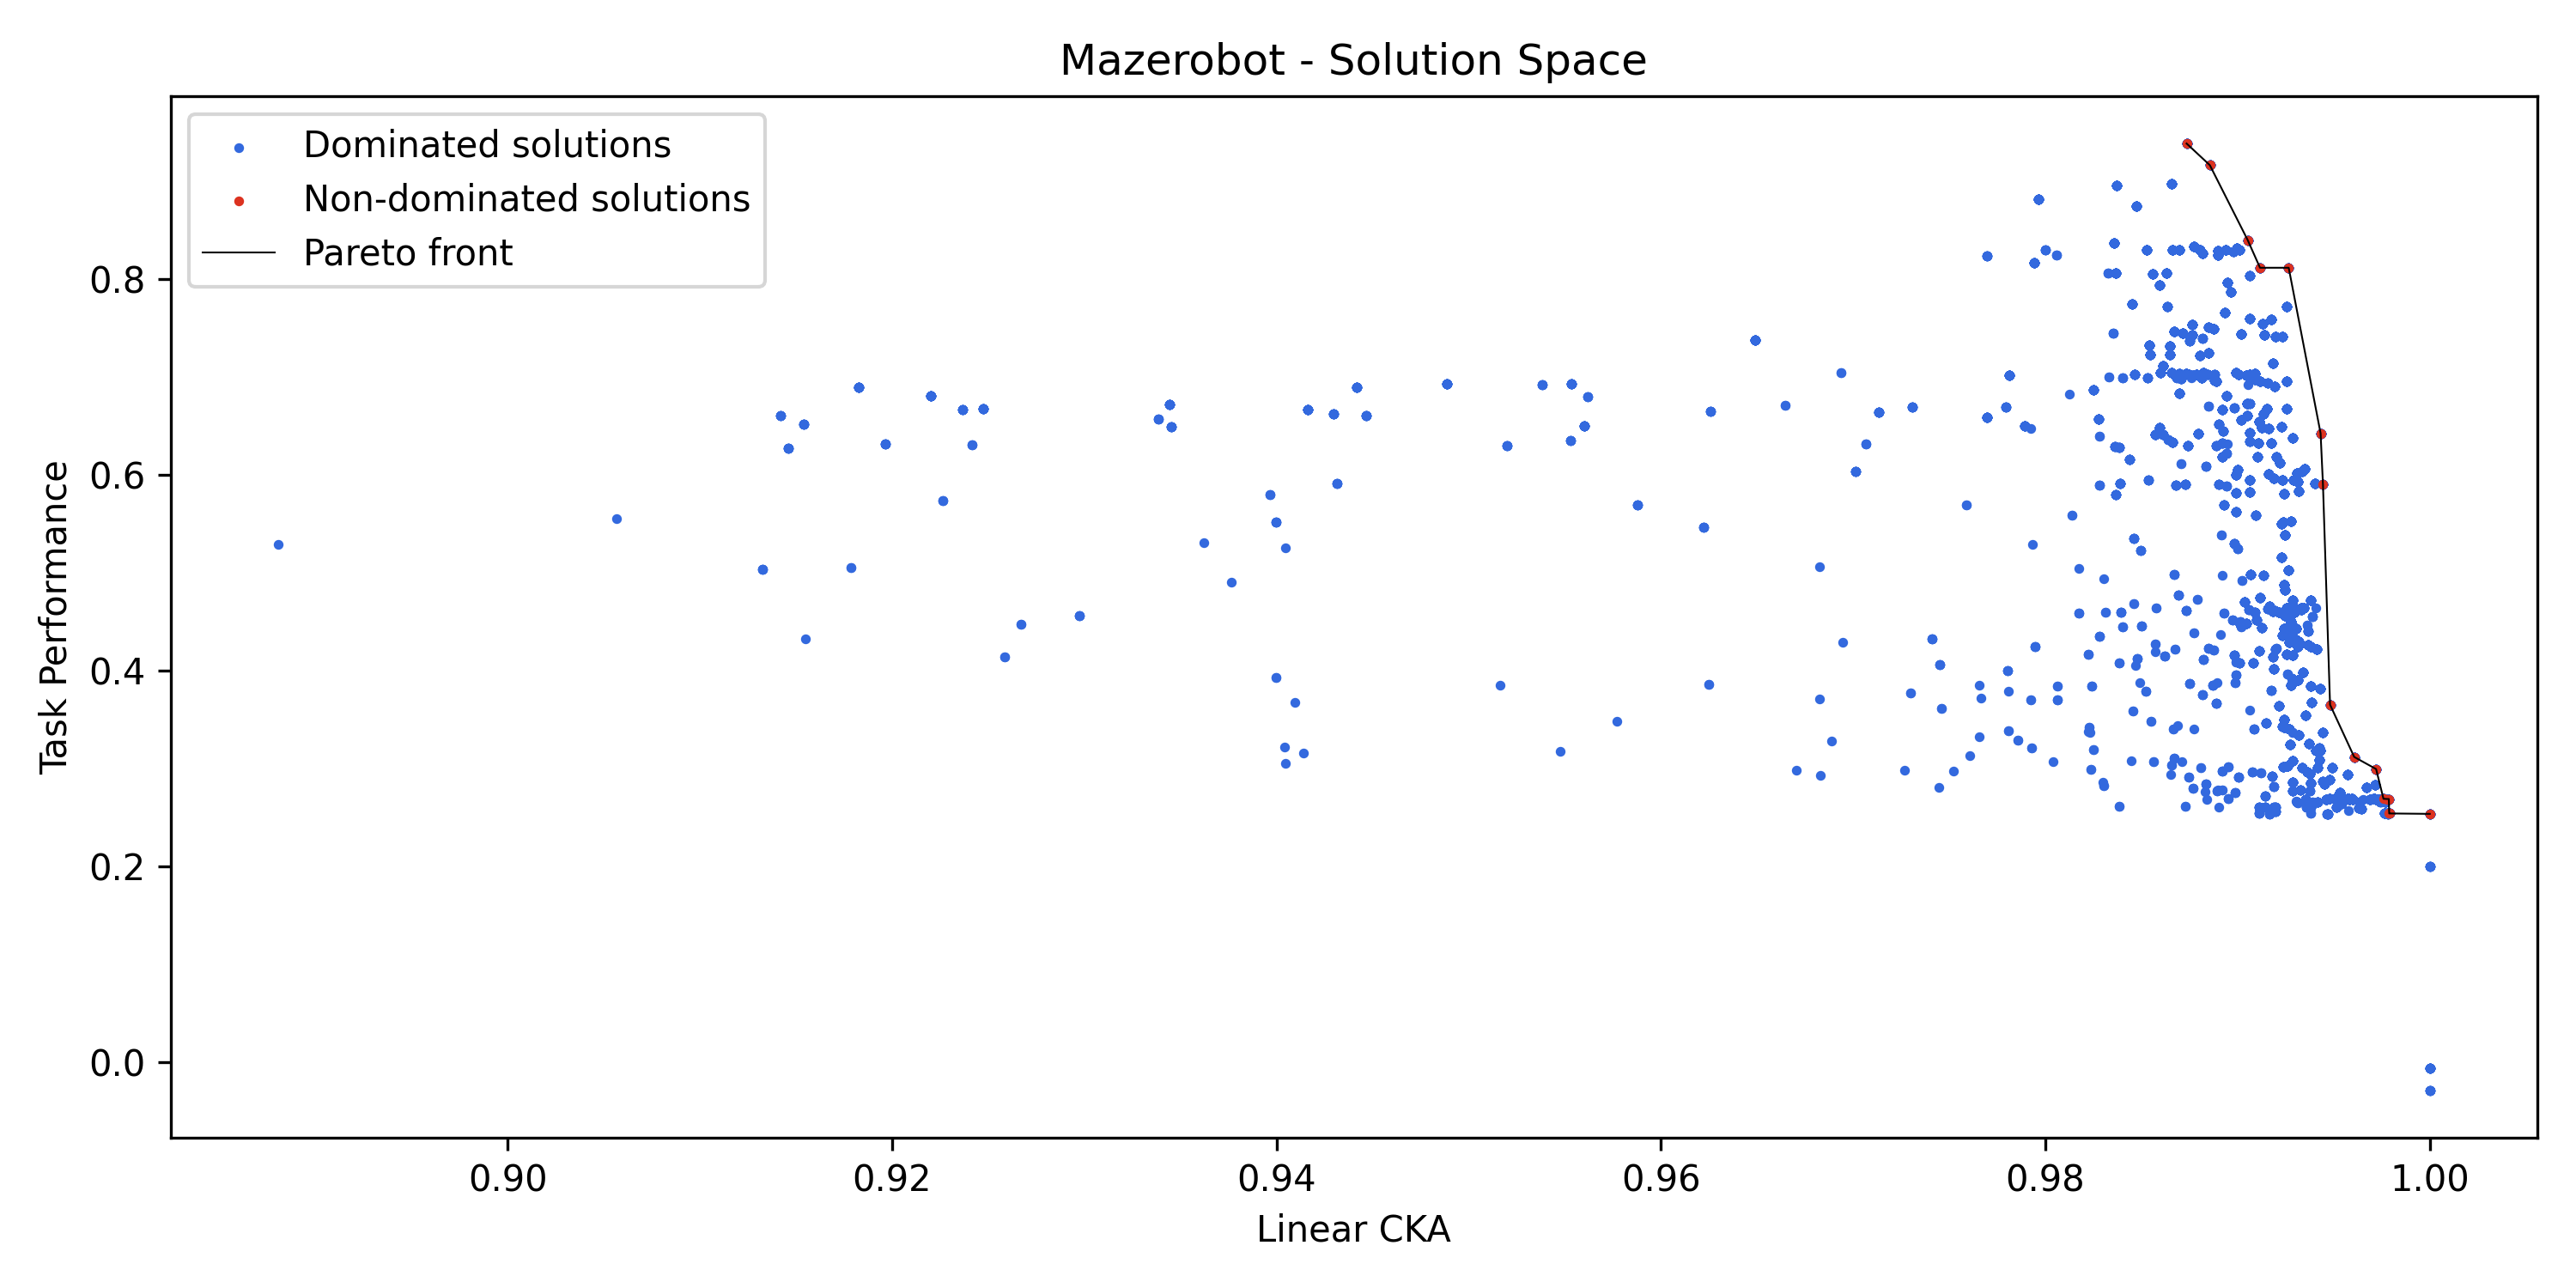 Mazerobot - Solution Space
Dominated solutions
Non-dominated solutions
Pareto front
Task Performance
0.8
0.6
0.4
0.2
0.0
0.90 0.92 0.94 0.96 0.98 1.00
Linear CKA